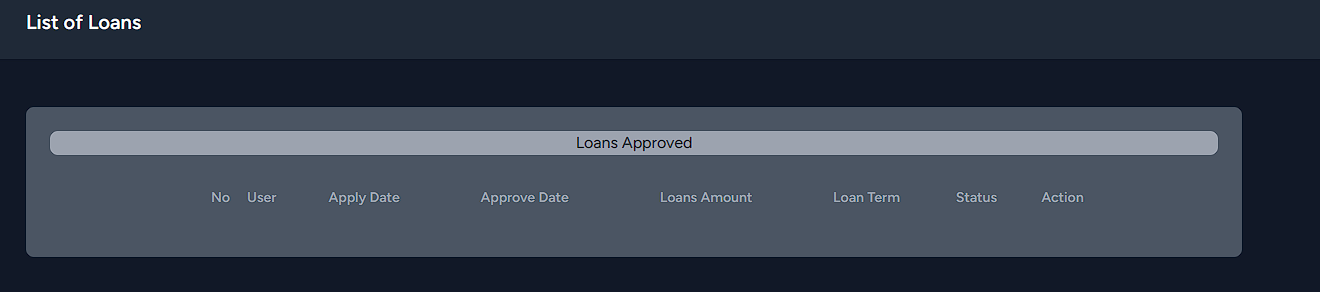 List of Loans
Loans Approved
No User Apply Date Approve Date Loans Amount Loan Term Status Action